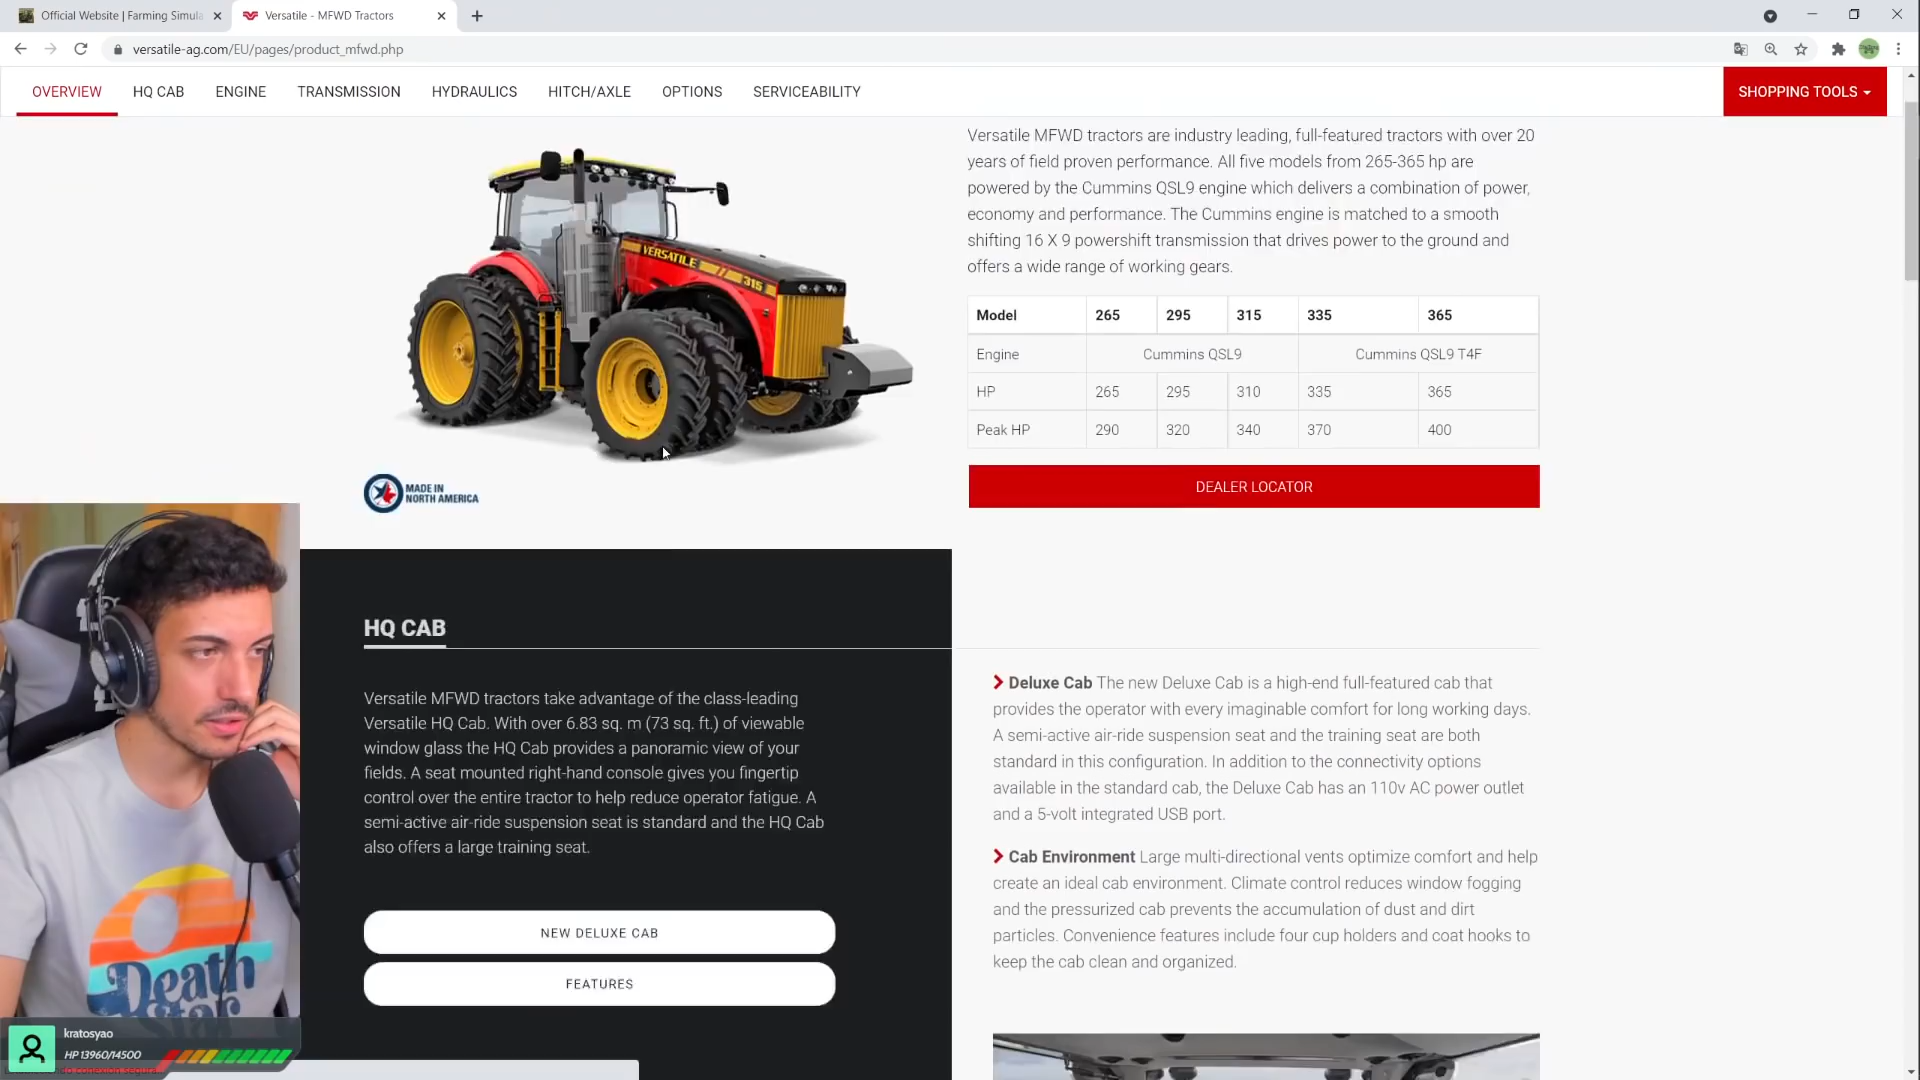 Official Website | Farming Simula
Versatile - MFWD Tractors
versatile-ag.com/EU/pages/product_mfwd.php
OVERVIEW HQ CAB ENGINE TRANSMISSION HYDRAULICS HITCH/AXLE OPTIONS SERVICEABILITY SHOPPING TOOLS
VERSATILE 315
MADE IN
NORTH AMERICA
Versatile MFWD tractors are industry leading, full-featured tractors with over 20
years of field proven performance. All five models from 265-365 hp are
powered by the Cummins QSL9 engine which delivers a combination of power,
economy and performance. The Cummins engine is matched to a smooth
shifting 16 X 9 powershift transmission that drives power to the ground and
offers a wide range of working gears.
Model 265 295 315 335 365
Engine Cummins QSL9 Cummins QSL9 T4F
HP 265 295 310 335 365
Peak HP 290 320 340 370 400
DEALER LOCATOR
HQ CAB
Versatile MFWD tractors take advantage of the class-leading
Versatile HQ Cab. With over 6.83 sq. m (73 sq. ft.) of viewable
window glass the HQ Cab provides a panoramic view of your
fields. A seat mounted right-hand console gives you fingertip
control over the entire tractor to help reduce operator fatigue. A
semi-active air-ride suspension seat is standard and the HQ Cab
also offers a large training seat.
NEW DELUXE CAB
FEATURES
Deluxe Cab The new Deluxe Cab is a high-end full-featured cab that
provides the operator with every imaginable comfort for long working days.
A semi-active air-ride suspension seat and the training seat are both
standard in this configuration. In addition to the connectivity options
available in the standard cab, the Deluxe Cab has an 110v AC power outlet
and a 5-volt integrated USB port.
Cab Environment Large multi-directional vents optimize comfort and help
create an ideal cab environment. Climate control reduces window fogging
and the pressurized cab prevents the accumulation of dust and dirt
particles. Convenience features include four cup holders and coat hooks to
keep the cab clean and organized.
Death
Star
kratosyao
HP 13960/14500